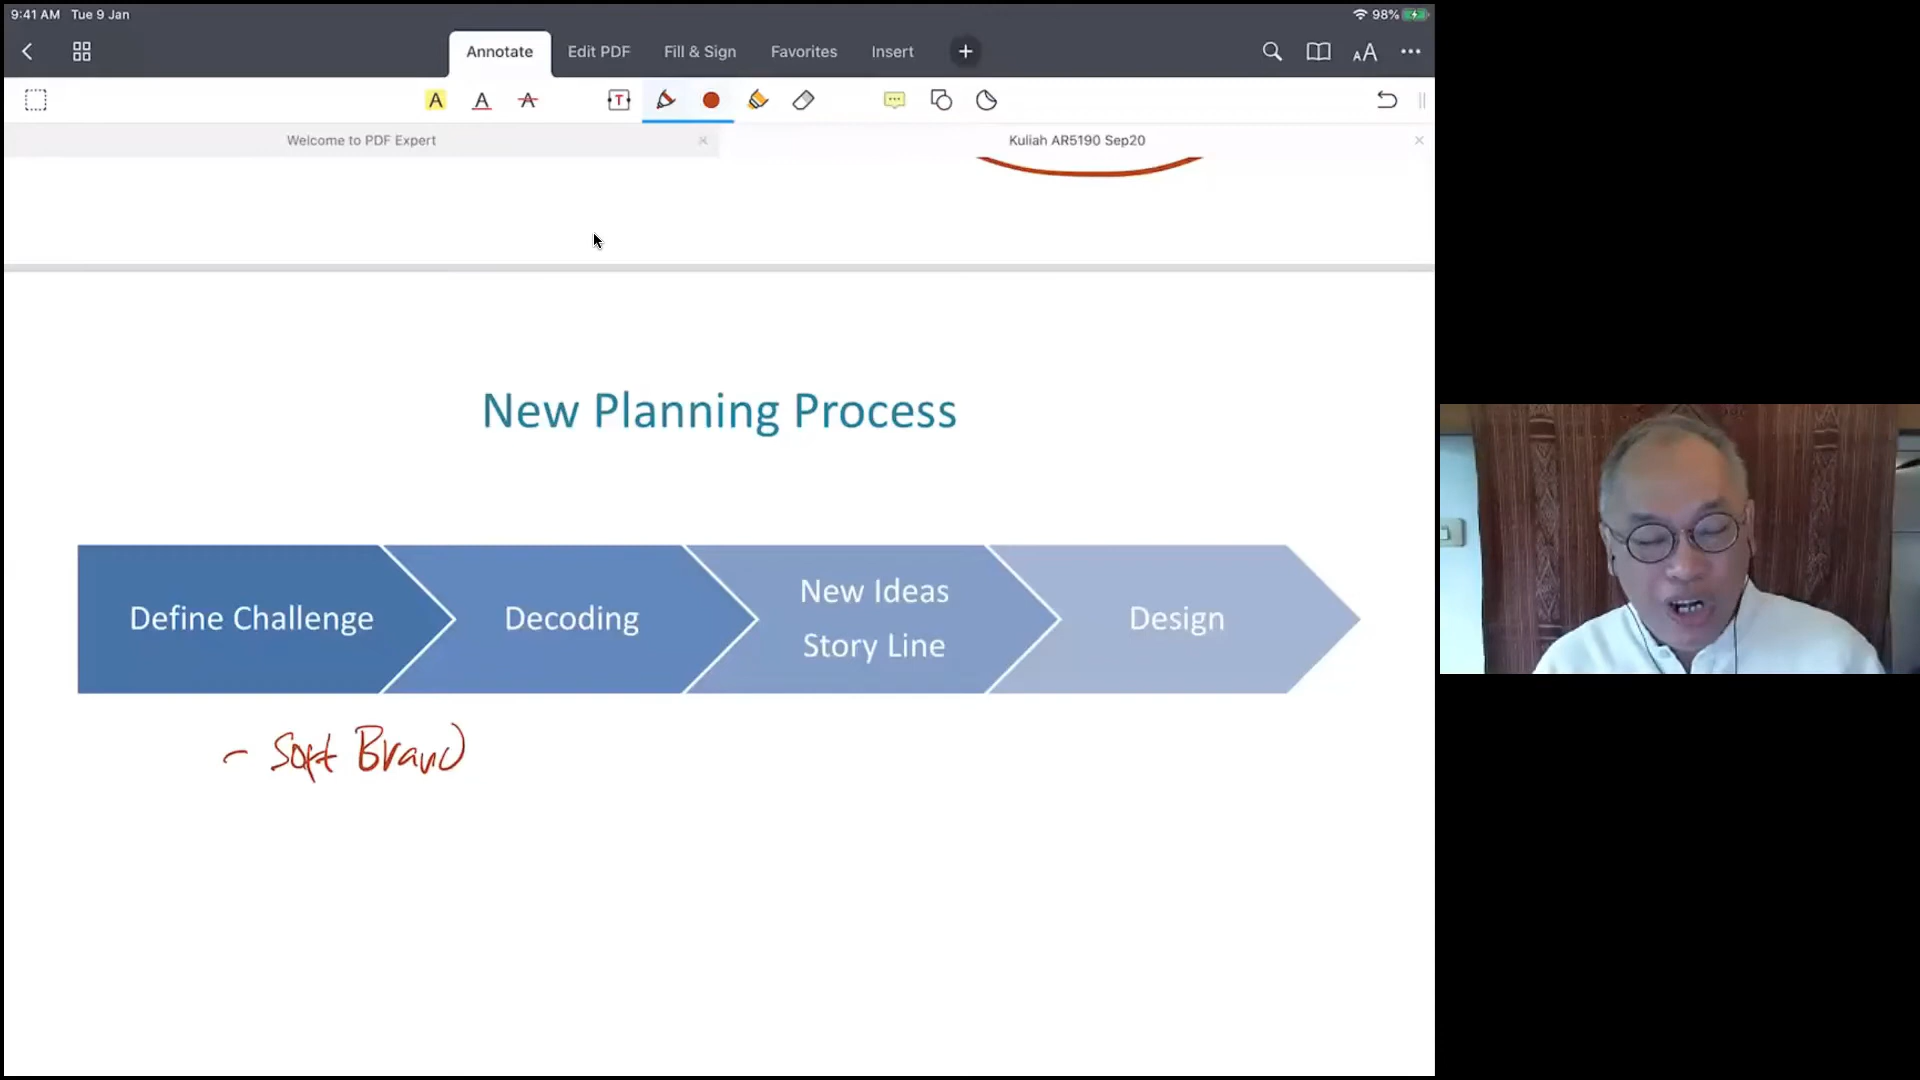 9:41 AM Tue 9 Jan 98%
Annotate Edit PDF Fill & Sign Favorites Insert
AA
A A A T
Welcome to PDF Expert Kuliah AR5190 Sep20
New Planning Process
Define Challenge
Decoding
New Ideas
Story Line
Design
- Soft Brand